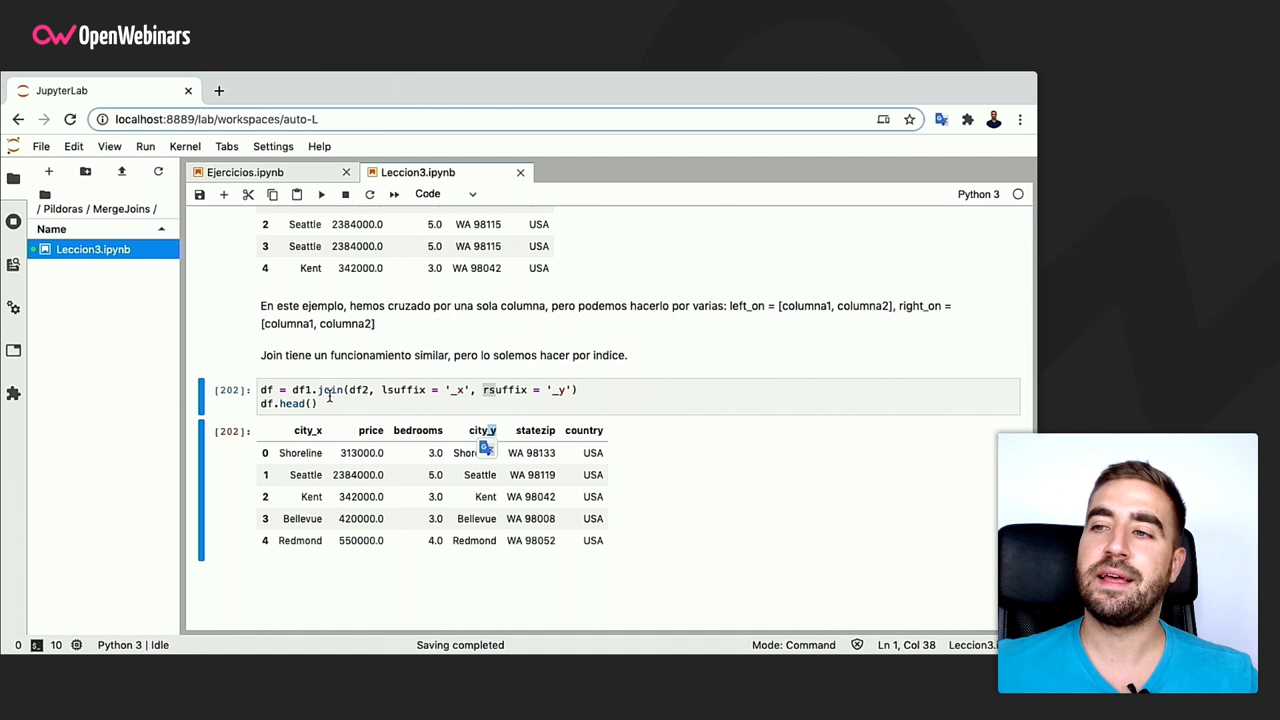 OpenWebinars
JupyterLab
localhost:8889/lab/workspaces/auto-L
File Edit View Run Kernel Tabs Settings Help
Ejercicios.ipynb
Leccion3.ipynb
Code
Python 3
/ Pildoras / MergeJoins /
Name
Leccion3.ipynb
2 Seattle 2384000.0 5.0 WA 98115 USA
3 Seattle 2384000.0 5.0 WA 98115 USA
4 Kent 342000.0 3.0 WA 98042 USA
En este ejemplo, hemos cruzado por una sola columna, pero podemos hacerlo por varias: left_on = [columna1, columna2], right_on =
[columna1, columna2]
Join tiene un funcionamiento similar, pero lo solemos hacer por indice.
[202]: df = df1.join(df2, lsuffix = '_x', rsuffix = '_y')
df.head()
[202]: city_x price bedrooms city_y statezip country
0 Shoreline 313000.0 3.0 Shor WA 98133 USA
1 Seattle 2384000.0 5.0 Seattle WA 98119 USA
2 Kent 342000.0 3.0 Kent WA 98042 USA
3 Bellevue 420000.0 3.0 Bellevue WA 98008 USA
4 Redmond 550000.0 4.0 Redmond WA 98052 USA
0 10 Python 3 | Idle Saving completed Mode: Command Ln 1, Col 38 Leccion3.